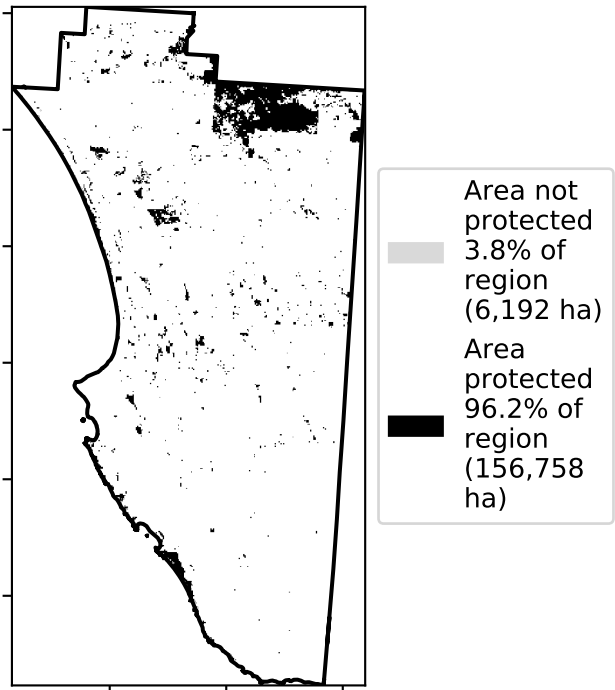 Area not
protected
3.8% of
region
(6,192 ha)
Area
protected
96.2% of
region
(156,758
ha)